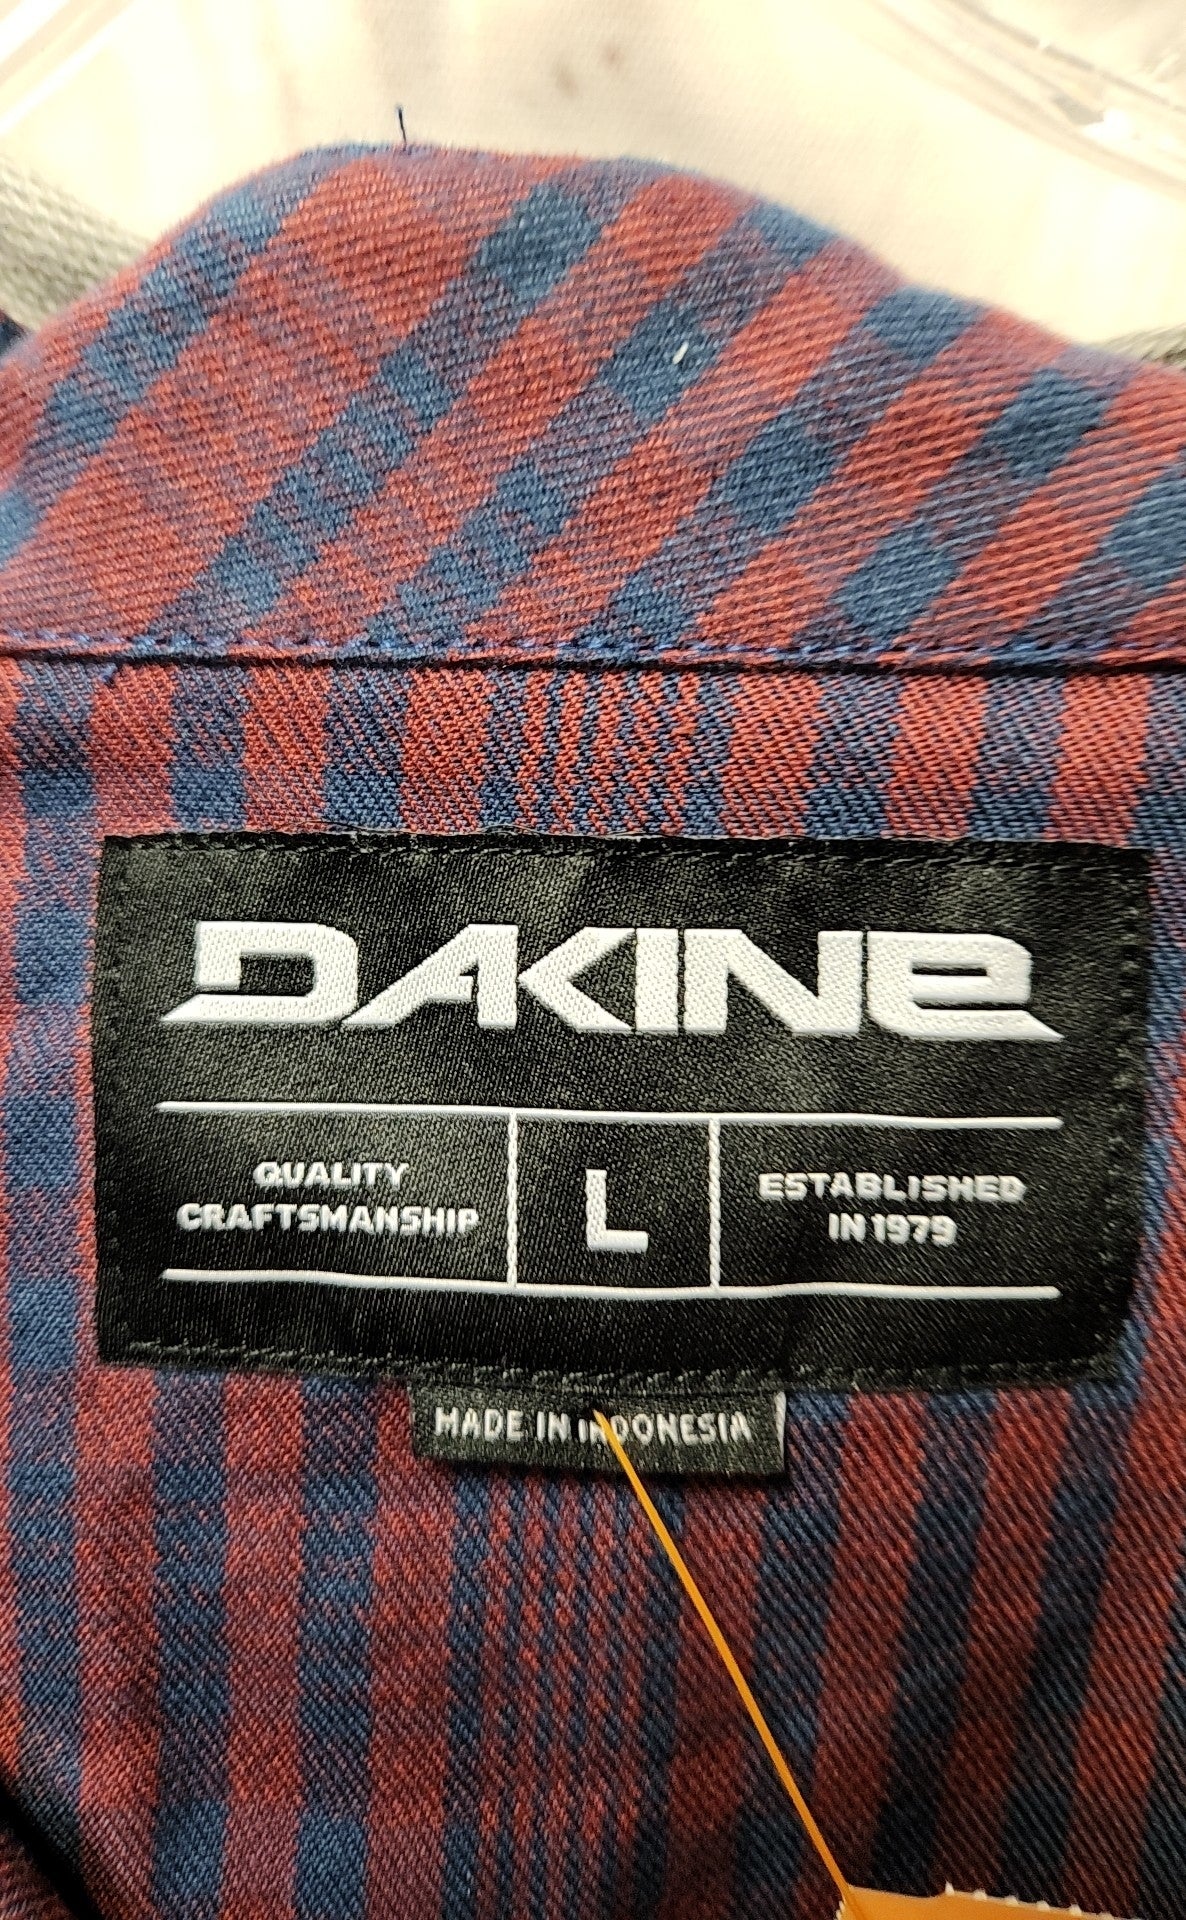 DAKINE
QUALITY
CRAFTSMANSHIP
L
ESTABLISHED
IN 1979
MADE IN INDONESIA